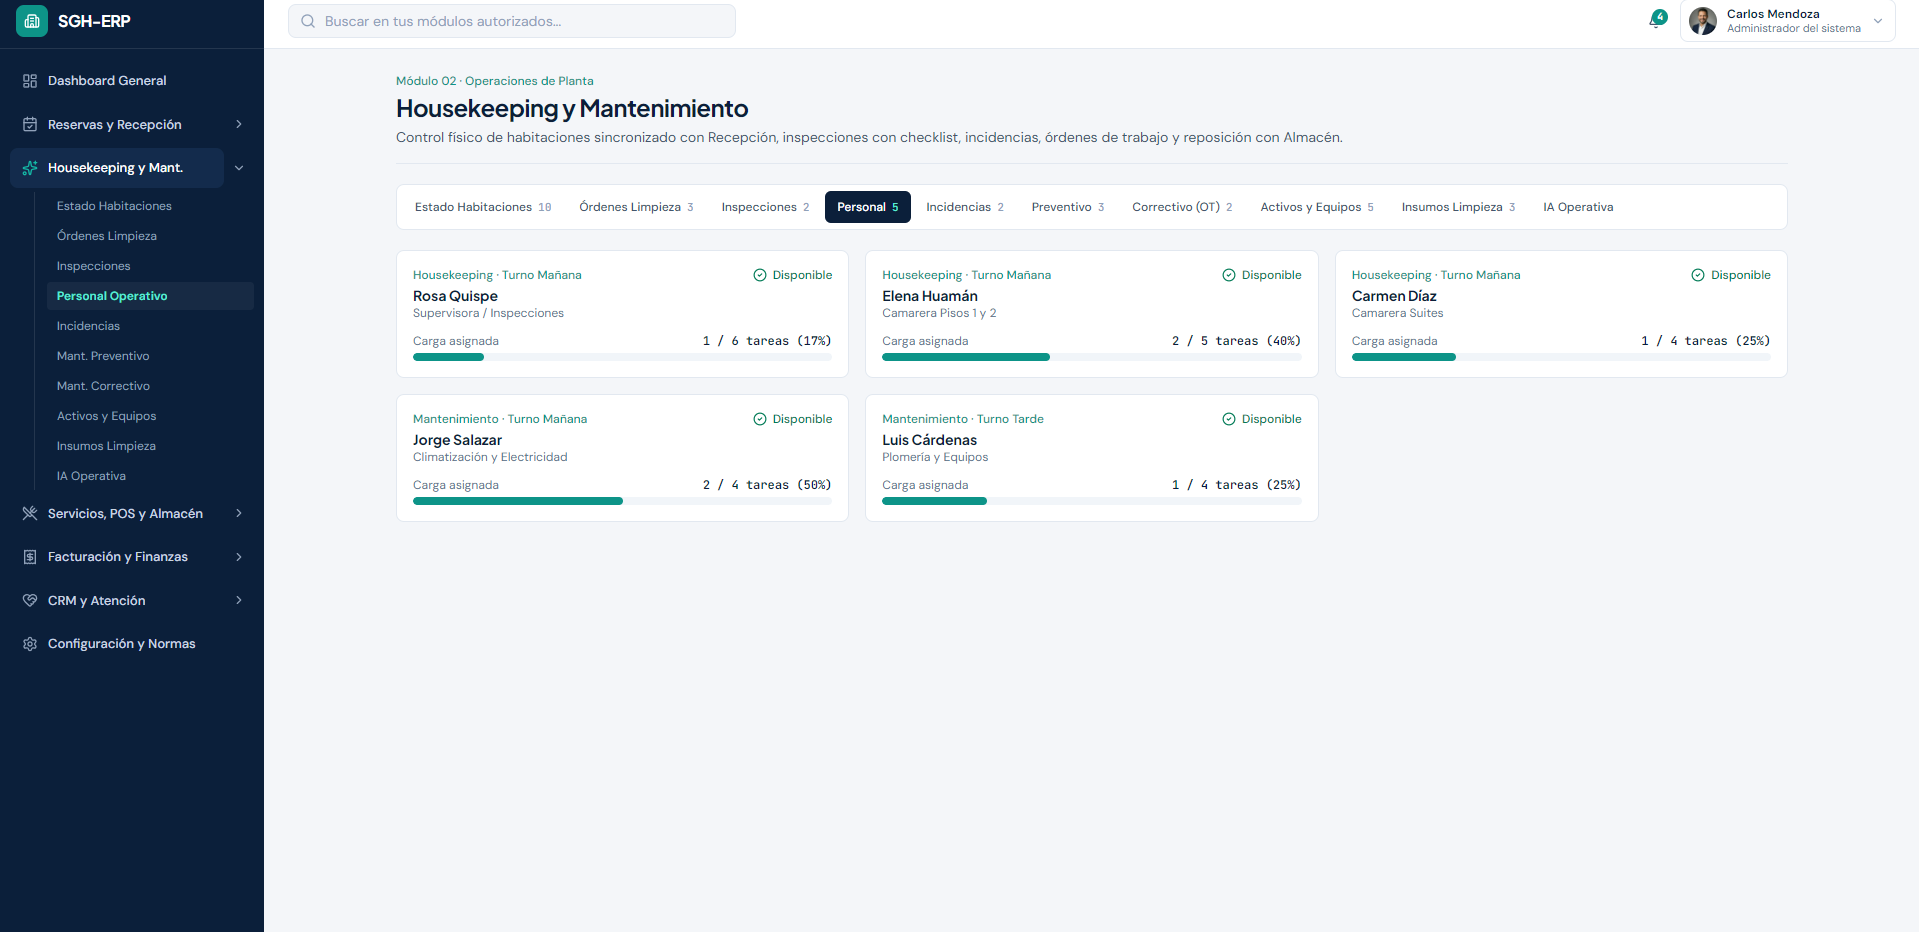 SGH-ERP
Buscar en tus módulos autorizados...
4
Carlos Mendoza
Administrador del sistema
Dashboard General
Reservas y Recepción
Housekeeping y Mant.
Estado Habitaciones
Órdenes Limpieza
Inspecciones
Personal Operativo
Incidencias
Mant. Preventivo
Mant. Correctivo
Activos y Equipos
Insumos Limpieza
IA Operativa
Servicios, POS y Almacén
Facturación y Finanzas
CRM y Atención
Configuración y Normas
Módulo 02 · Operaciones de Planta
Housekeeping y Mantenimiento
Control físico de habitaciones sincronizado con Recepción, inspecciones con checklist, incidencias, órdenes de trabajo y reposición con Almacén.
Estado Habitaciones 10 Órdenes Limpieza 3 Inspecciones 2 Personal 5 Incidencias 2 Preventivo 3 Correctivo (OT) 2 Activos y Equipos 5 Insumos Limpieza 3 IA Operativa
Housekeeping · Turno Mañana Disponible
Rosa Quispe
Supervisora / Inspecciones
Carga asignada 1 / 6 tareas (17%)
Housekeeping · Turno Mañana Disponible
Elena Huamán
Camarera Pisos 1 y 2
Carga asignada 2 / 5 tareas (40%)
Housekeeping · Turno Mañana Disponible
Carmen Díaz
Camarera Suites
Carga asignada 1 / 4 tareas (25%)
Mantenimiento · Turno Mañana Disponible
Jorge Salazar
Climatización y Electricidad
Carga asignada 2 / 4 tareas (50%)
Mantenimiento · Turno Tarde Disponible
Luis Cárdenas
Plomería y Equipos
Carga asignada 1 / 4 tareas (25%)